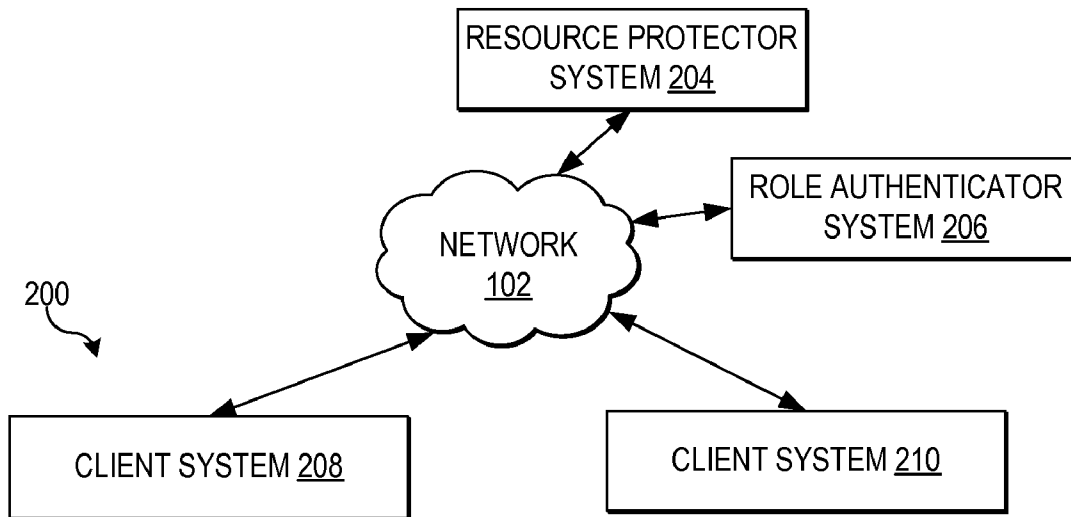 RESOURCE PROTECTOR
SYSTEM 204
ROLE AUTHENTICATOR
SYSTEM 206
NETWORK
102
200
CLIENT SYSTEM 208
CLIENT SYSTEM 210